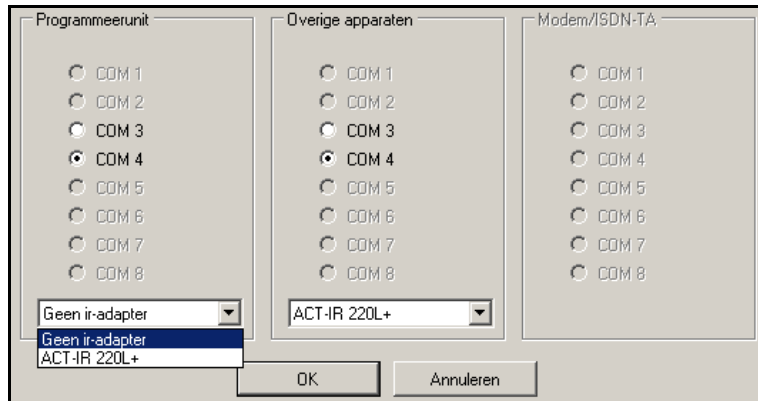 Programmeerunit
COM 1
COM 2
COM 3
COM 4
COM 5
COM 6
COM 7
COM 8
Geen ir-adapter
Geen ir-adapter
ACT-IR 220L+
Overige apparaten
COM 1
COM 2
COM 3
COM 4
COM 5
COM 6
COM 7
COM 8
ACT-IR 220L+
Modem/ISDN-TA
COM 1
COM 2
COM 3
COM 4
COM 5
COM 6
COM 7
COM 8
OK
Annuleren